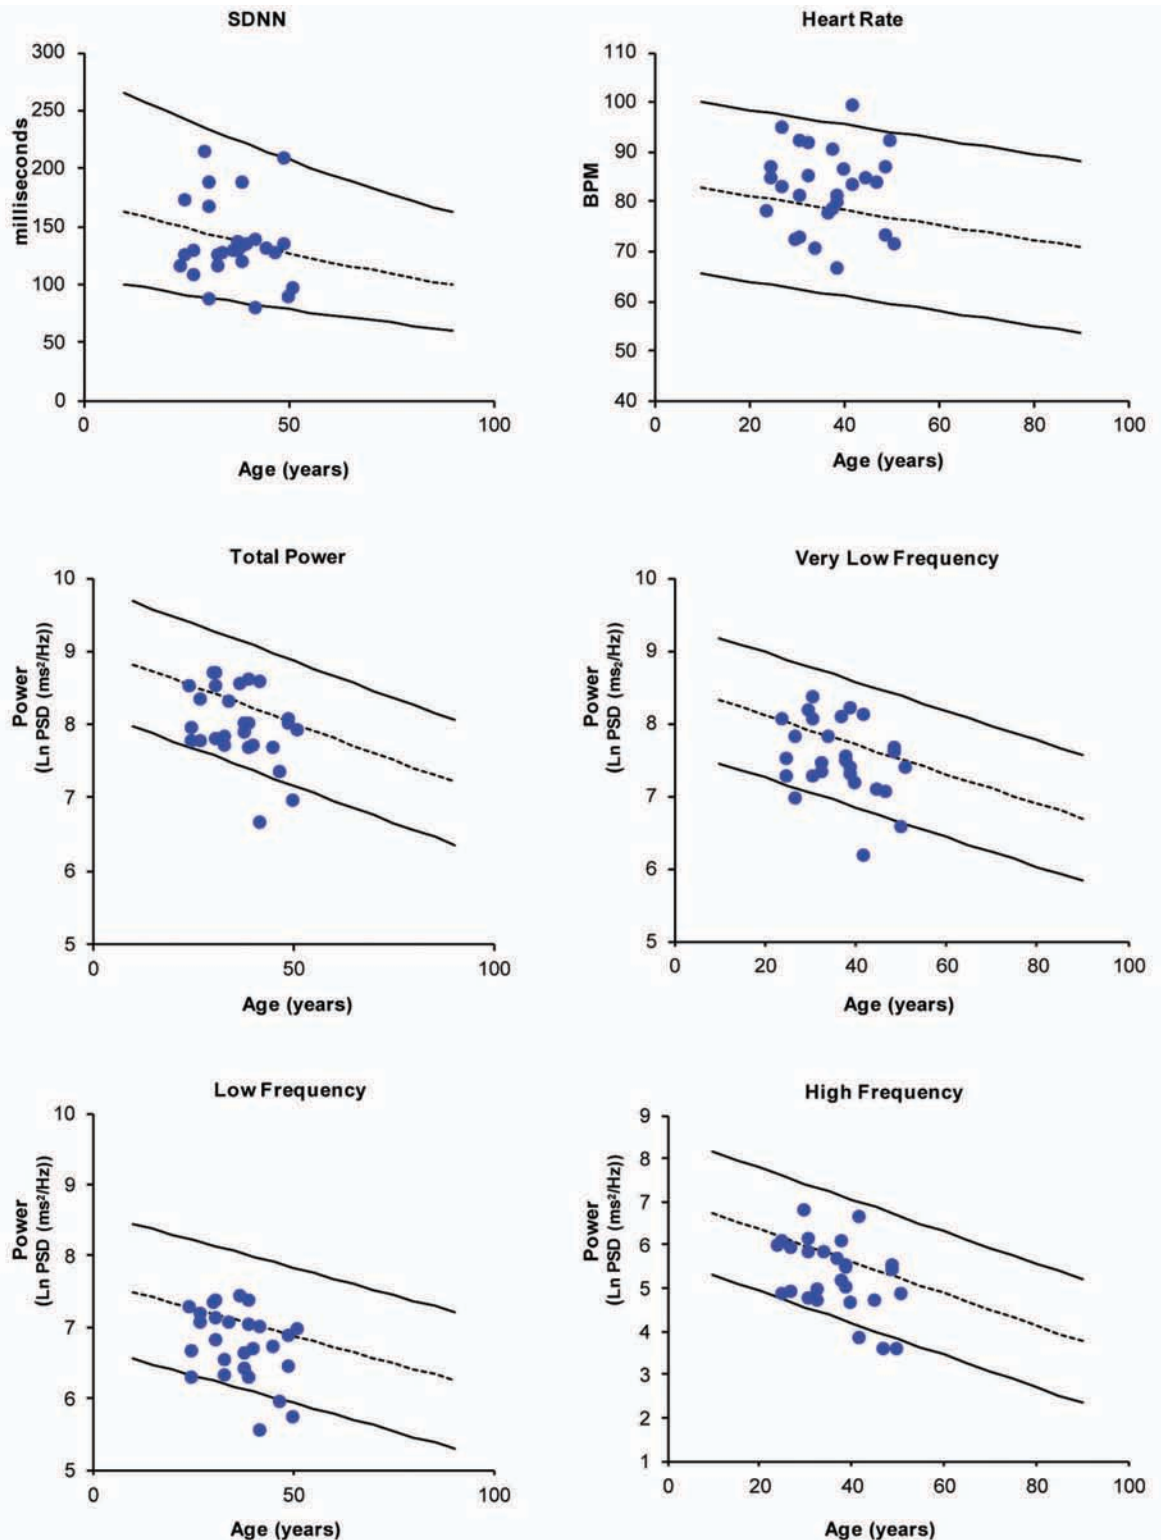 SDNN
300
250
200
150
100
50
0
milliseconds
0 50 100
Age (years)
Heart Rate
110
100
90
80
70
60
50
40
BPM
0 20 40 60 80 100
Age (years)
Total Power
10
9
8
7
6
5
Power
(Ln PSD (ms²/Hz))
0 50 100
Age (years)
Very Low Frequency
10
9
8
7
6
5
Power
(Ln PSD (ms₂/Hz))
0 20 40 60 80 100
Age (years)
Low Frequency
10
9
8
7
6
5
Power
(Ln PSD (ms²/Hz))
0 50 100
Age (years)
High Frequency
9
8
7
6
5
4
3
2
1
Power
(Ln PSD (ms²/Hz))
0 20 40 60 80 100
Age (years)